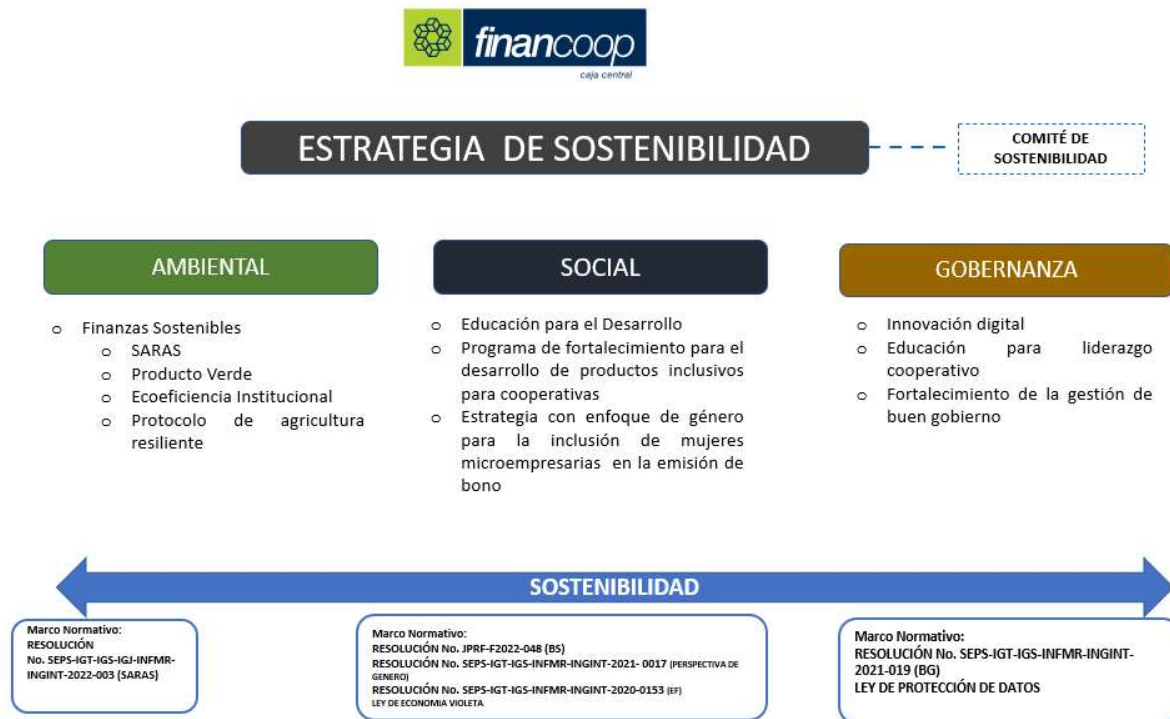 financoop
caja central
ESTRATEGIA DE SOSTENIBILIDAD
COMITÉ DE
SOSTENIBILIDAD
AMBIENTAL
o Finanzas Sostenibles
o SARAS
o Producto Verde
o Ecoeficiencia Institucional
o Protocolo de agricultura
resiliente
SOCIAL
o Educación para el Desarrollo
o Programa de fortalecimiento para el
desarrollo de productos inclusivos
para cooperativas
o Estrategia con enfoque de género
para la inclusión de mujeres
microempresarias en la emisión de
bono
GOBERNANZA
o Innovación digital
o Educación para liderazgo
cooperativo
o Fortalecimiento de la gestión de
buen gobierno
SOSTENIBILIDAD
Marco Normativo:
RESOLUCIÓN
No. SEPS-IGT-IGS-IGJ-INFMR-
INGINT-2022-003 (SARAS)
Marco Normativo:
RESOLUCIÓN No. JPRF-F2022-048 (BS)
RESOLUCIÓN No. SEPS-IGT-IGS-INFMR-INGINT-2021- 0017 (PERSPECTIVA DE
GENERO)
RESOLUCIÓN No. SEPS-IGT-IGS-INFMR-INGINT-2020-0153 (EF)
LEY DE ECONOMIA VIOLETA
Marco Normativo:
RESOLUCIÓN No. SEPS-IGT-IGS-INFMR-INGINT-
2021-019 (BG)
LEY DE PROTECCIÓN DE DATOS